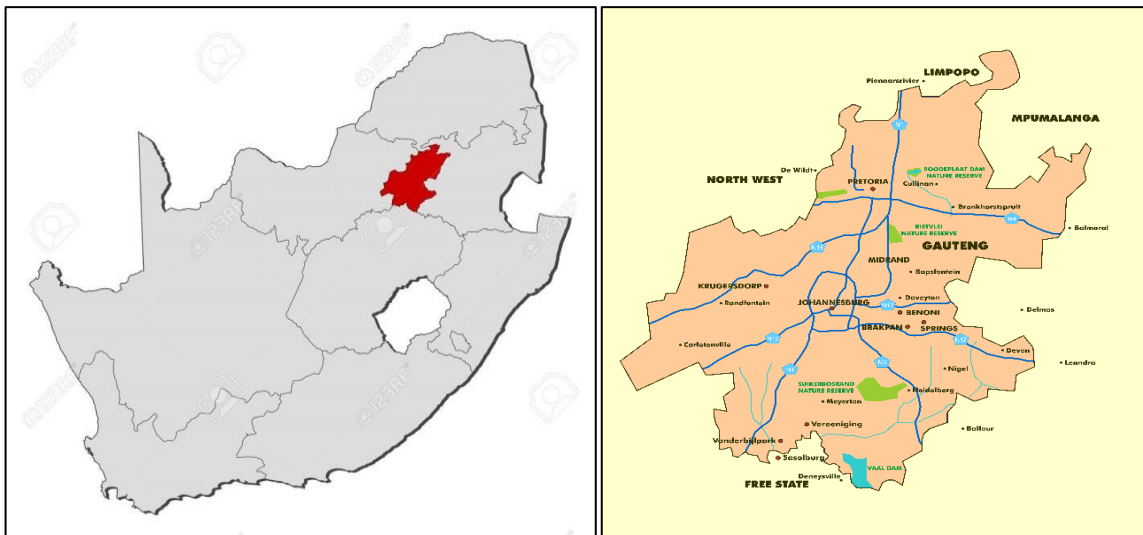 123RF
LIMPOPO
Pienaarsrivier
MPUMALANGA
N1
De Wildt
ROODEPLAAT DAM
NATURE RESERVE
NORTH WEST
PRETORIA
Cullinan
Bronkhorstspruit
N4
Balmoral
RIETVLEI
NATURE RESERVE
N14
GAUTENG
MIDRAND
Bapsfontein
KRUGERSDORP
Randfontein
JOHANNESBURG
Daveyton
N12
BENONI
Delmas
BRAKPAN
SPRINGS
N12
N17
Carletonville
Devon
Leandra
N1
N3
Nigel
SUIKERBOSRAND
NATURE RESERVE
Heidelberg
Meyerton
Vereeniging
Balfour
Vanderbijlpark
Sasolburg
VAAL DAM
Deneysville
FREE STATE